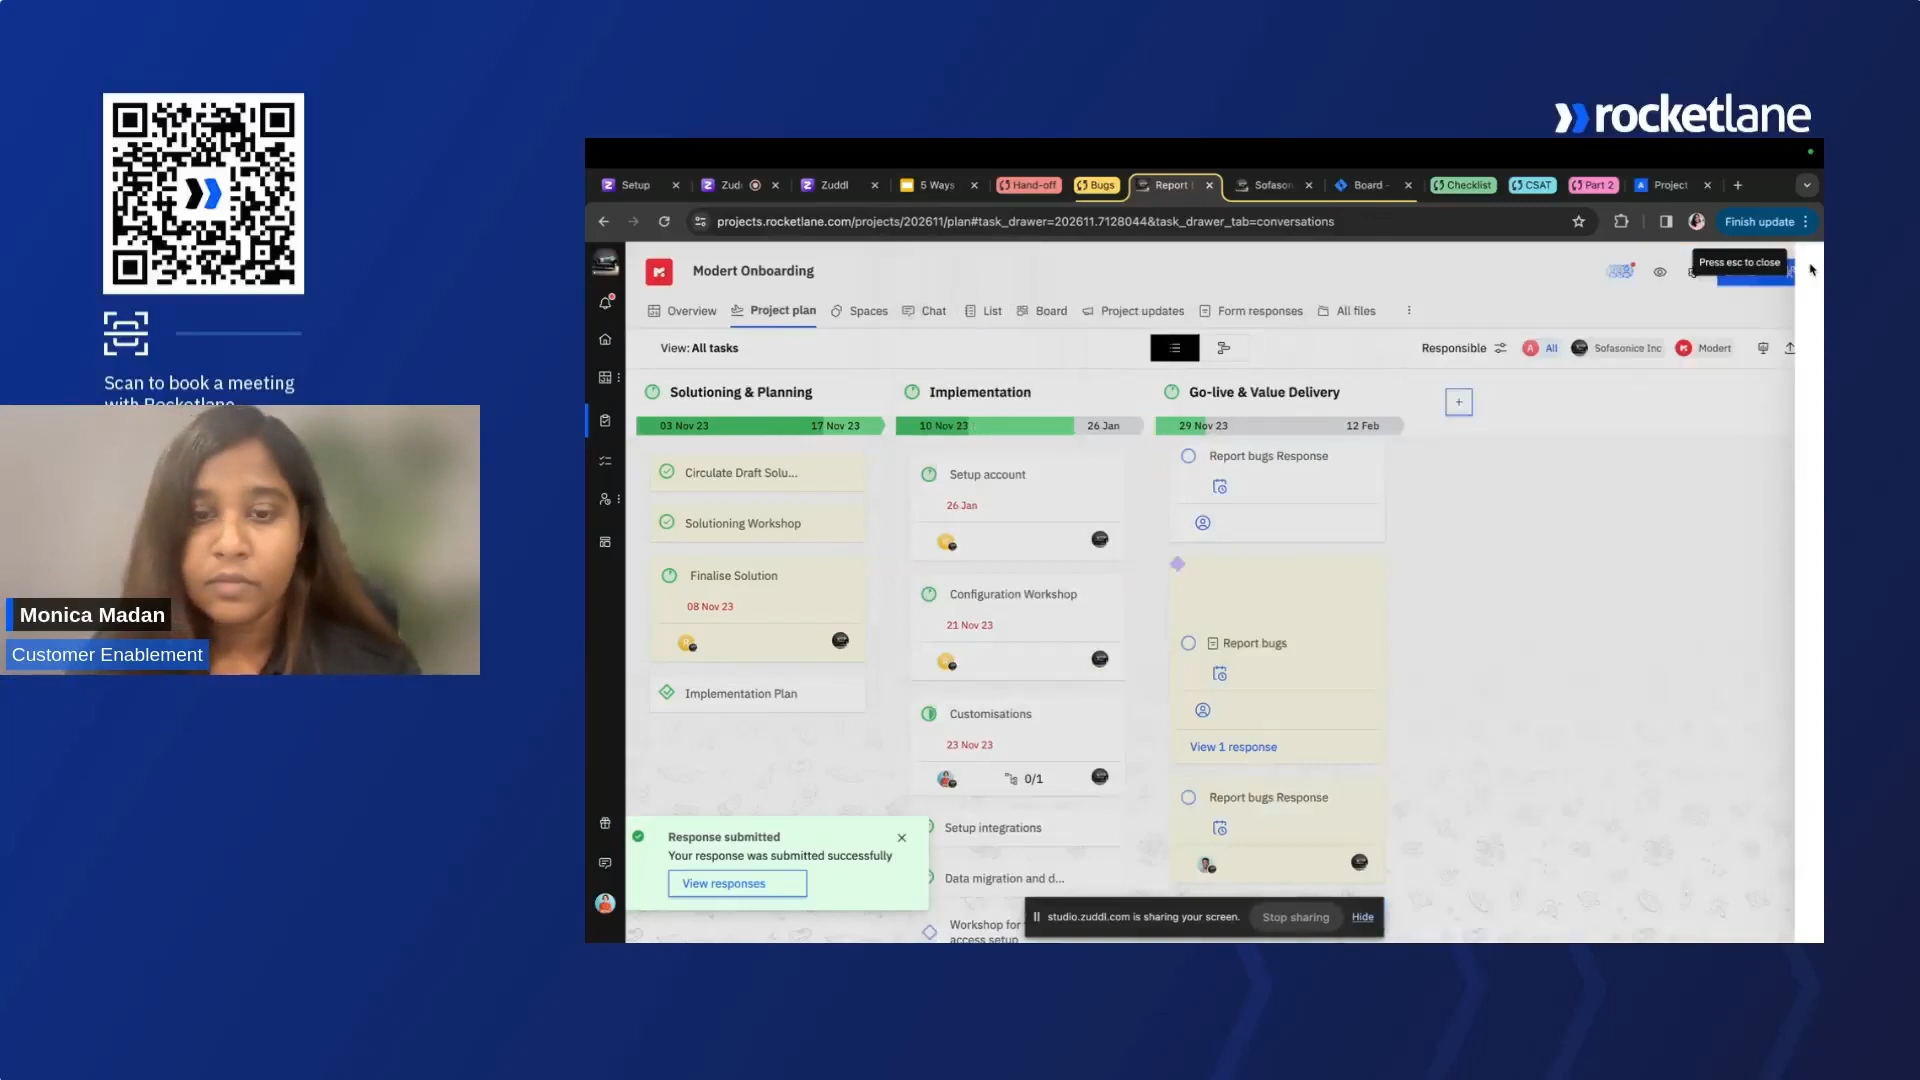 rocketlane
Setup
Zud
Zuddl
5 Ways
Hand-off
Bugs
Report
Sofason
Board -
Checklist
CSAT
Part 2
Project
projects.rocketlane.com/projects/202611/plan#task_drawer=202611.7128044&task_drawer_tab=conversations
Finish update
Modert Onboarding
Press esc to close
Overview
Project plan
Spaces
Chat
List
Board
Project updates
Form responses
All files
View: All tasks
Responsible
A All
Sofasonice Inc
Modert
Solutioning & Planning
03 Nov 23 17 Nov 23
Circulate Draft Solu...
Solutioning Workshop
Finalise Solution
08 Nov 23
Implementation Plan
Implementation
10 Nov 23 26 Jan
Setup account
26 Jan
Configuration Workshop
21 Nov 23
Customisations
23 Nov 23
0/1
Setup integrations
Data migration and d...
Workshop for
access setup
Go-live & Value Delivery
29 Nov 23 12 Feb
Report bugs Response
Report bugs
View 1 response
Report bugs Response
Response submitted
Your response was submitted successfully
View responses
studio.zuddl.com is sharing your screen.
Stop sharing
Hide
Scan to book a meeting
with Rocketlane
Monica Madan
Customer Enablement